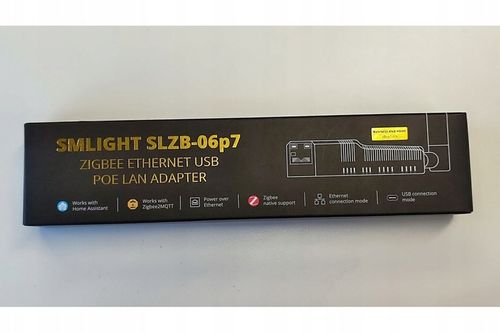 SMLIGHT SLZB-06p7
ZIGBEE ETHERNET USB
POE LAN ADAPTER
Works with
Home Assistant
Works with
Zigbee2MQTT
Power over
Ethernet
Zigbee
native support
Ethernet
connection mode
USB connection
mode